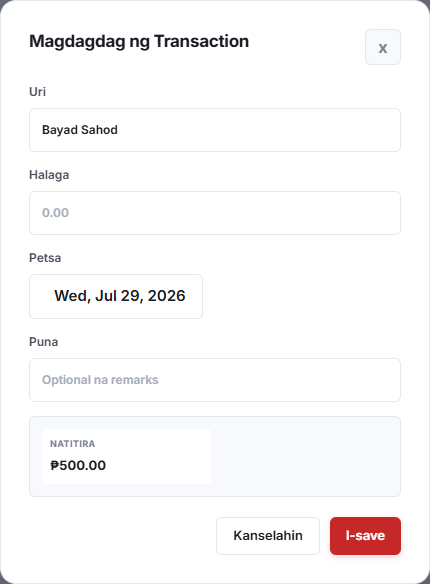 Magdagdag ng Transaction
x
Uri
Bayad Sahod
Halaga
0.00
Petsa
Wed, Jul 29, 2026
Puna
Optional na remarks
NATITIRA
₱500.00
Kanselahin
I-save